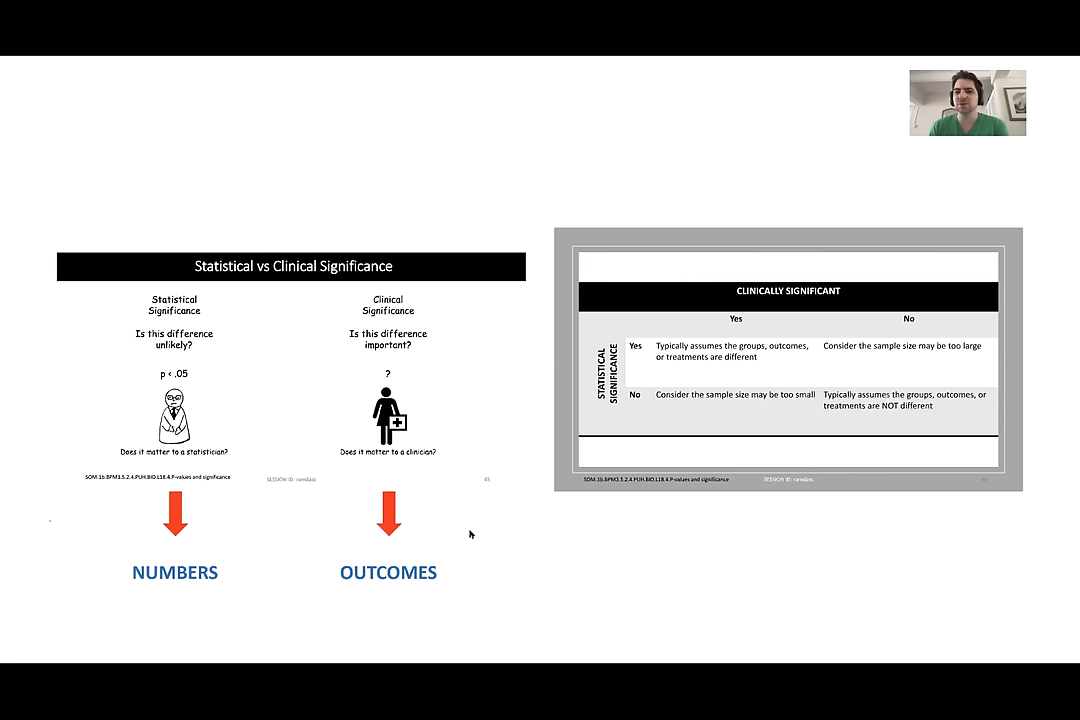 Statistical vs Clinical Significance
Statistical
Significance
Is this difference
unlikely?
p < .05
Does it matter to a statistician?
Clinical
Significance
Is this difference
important?
?
Does it matter to a clinician?
SOM.1b.BPM1.5.2.4.PUH.BIO.L18.4.P-values and significance
SESSION ID: ramdass
45
NUMBERS
OUTCOMES
CLINICALLY SIGNIFICANT
Yes
No
STATISTICAL
SIGNIFICANCE
Yes
Typically assumes the groups, outcomes,
or treatments are different
Consider the sample size may be too large
No
Consider the sample size may be too small
Typically assumes the groups, outcomes, or
treatments are NOT different
SOM.1b.BPM1.5.2.4.PUH.BIO.L18.4.P-values and significance
SESSION ID: ramdass